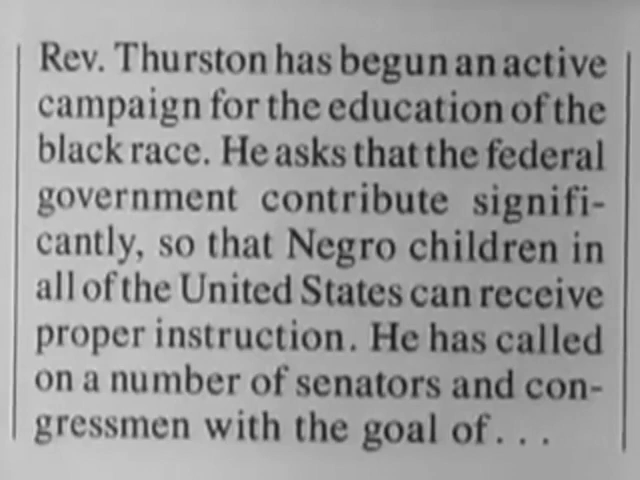 Rev. Thurston has begun an active
campaign for the education of the
black race. He asks that the federal
government contribute signifi-
cantly, so that Negro children in
all of the United States can receive
proper instruction. He has called
on a number of senators and con-
gressmen with the goal of...